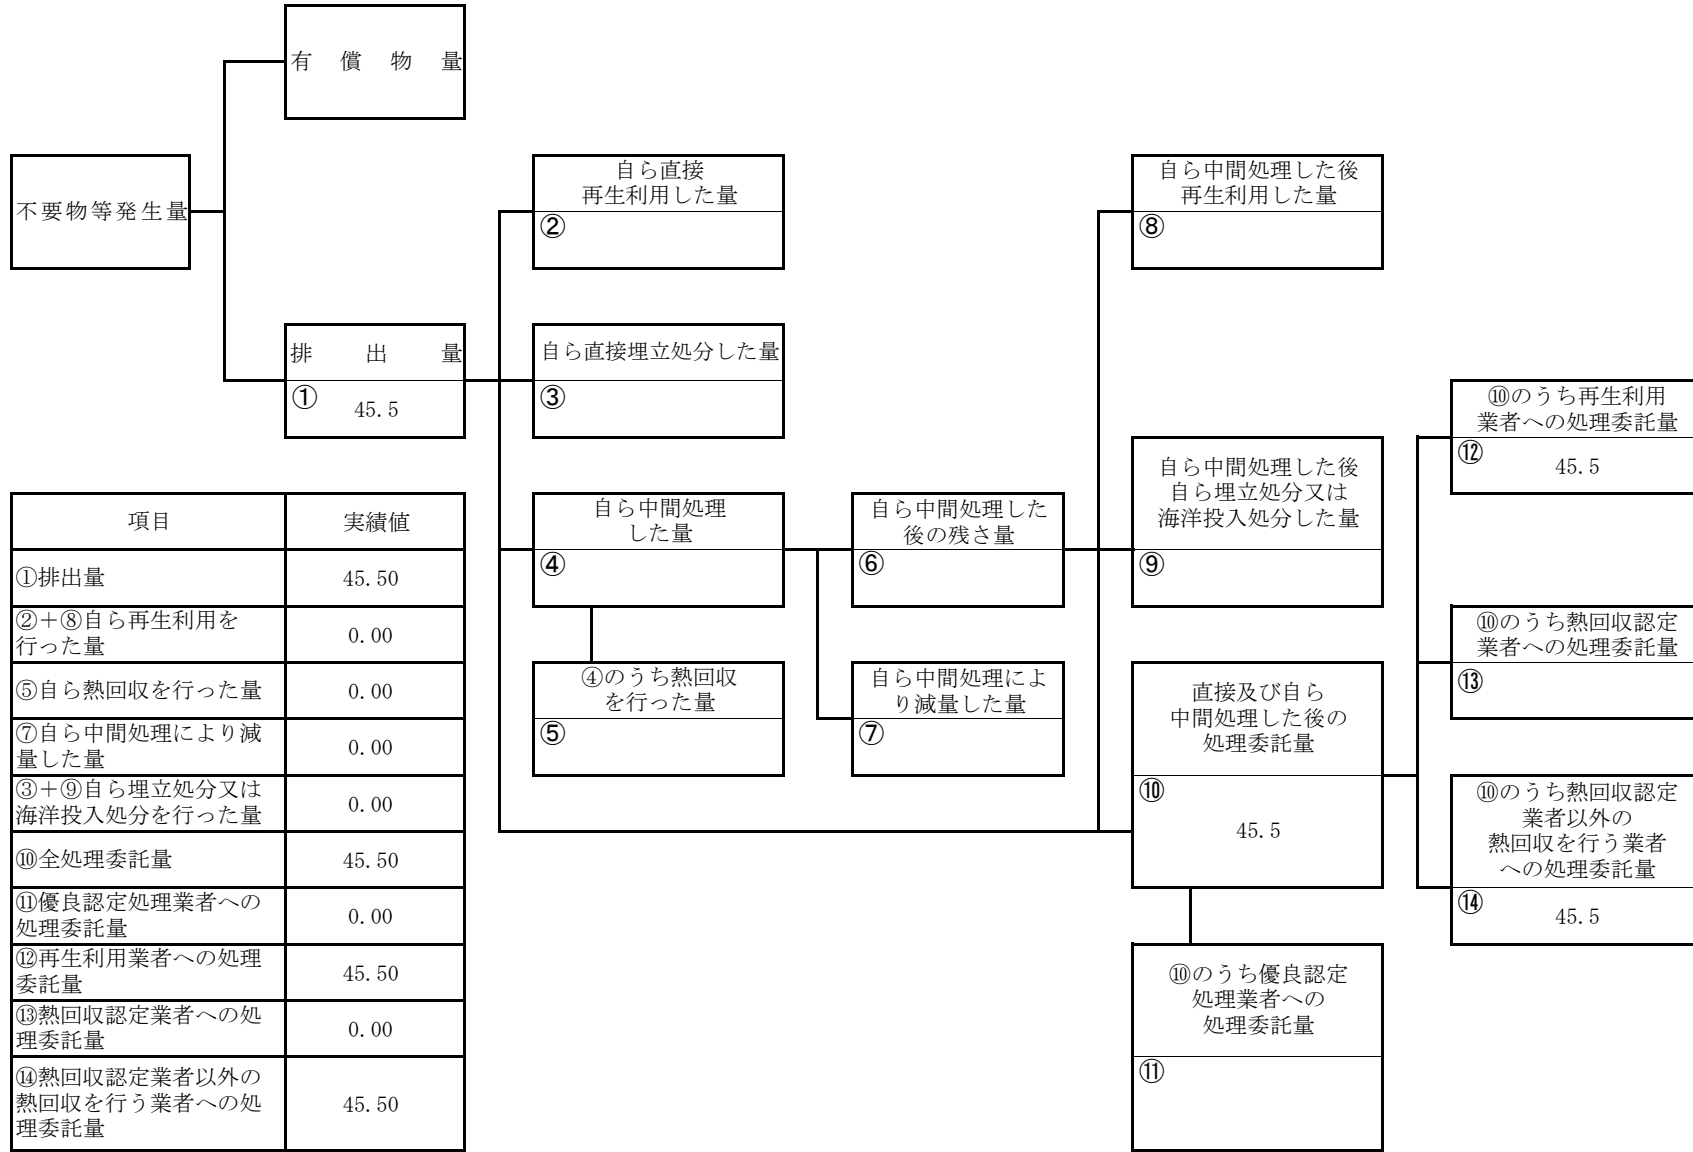 有償物量
不要物等発生量
排出量
①
45.5
自ら直接
再生利用した量
②
自ら直接埋立処分した量
③
自ら中間処理
した量
④
④のうち熱回収
を行った量
⑤
自ら中間処理した
後の残さ量
⑥
自ら中間処理によ
り減量した量
⑦
自ら中間処理した後
再生利用した量
⑧
自ら中間処理した後
自ら埋立処分又は
海洋投入処分した量
⑨
直接及び自ら
中間処理した後の
処理委託量
⑩
45.5
⑩のうち優良認定
処理業者への
処理委託量
⑪
⑩のうち再生利用
業者への処理委託量
⑫
45.5
⑩のうち熱回収認定
業者への処理委託量
⑬
⑩のうち熱回収認定
業者以外の
熱回収を行う業者
への処理委託量
⑭
45.5
項目 実績値
①排出量 45.50
②＋⑧自ら再生利用を
行った量
0.00
⑤自ら熱回収を行った量 0.00
⑦自ら中間処理により減
量した量
0.00
③＋⑨自ら埋立処分又は
海洋投入処分を行った量
0.00
⑩全処理委託量 45.50
⑪優良認定処理業者への
処理委託量
0.00
⑫再生利用業者への処理
委託量
45.50
⑬熱回収認定業者への処
理委託量
0.00
⑭熱回収認定業者以外の
熱回収を行う業者への処
理委託量
45.50